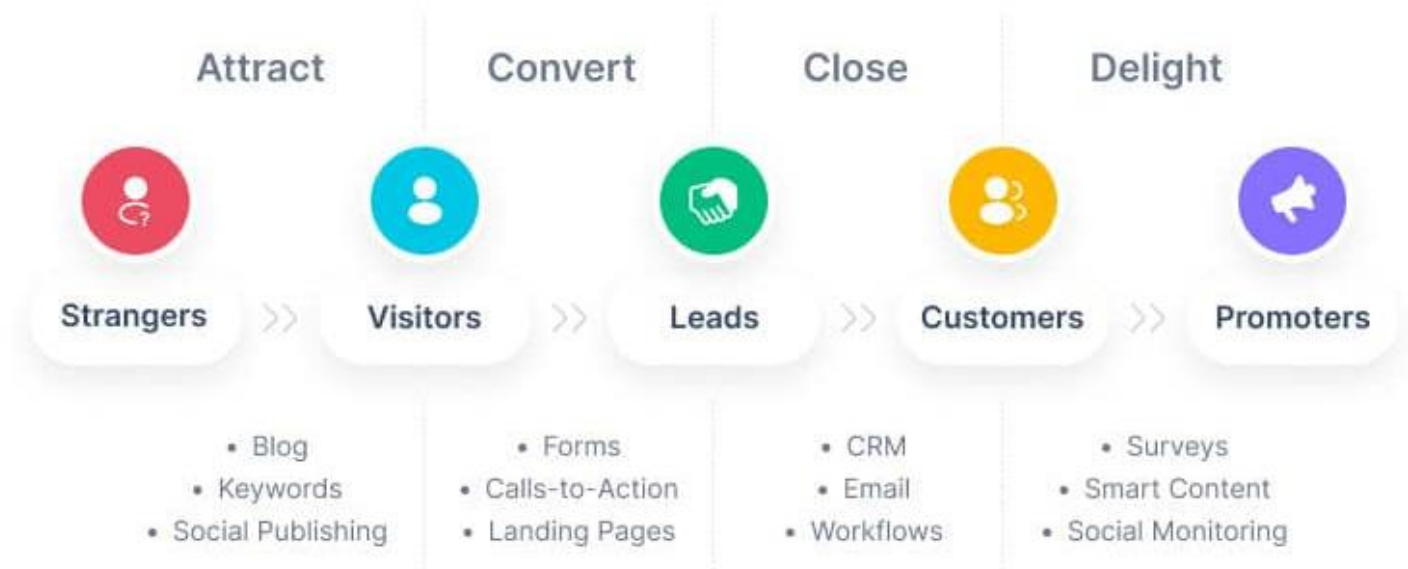 Attract
Convert
Close
Delight
?
Strangers
Visitors
Leads
Customers
Promoters
• Blog
• Keywords
• Social Publishing
• Forms
• Calls-to-Action
• Landing Pages
• CRM
• Email
• Workflows
• Surveys
• Smart Content
• Social Monitoring